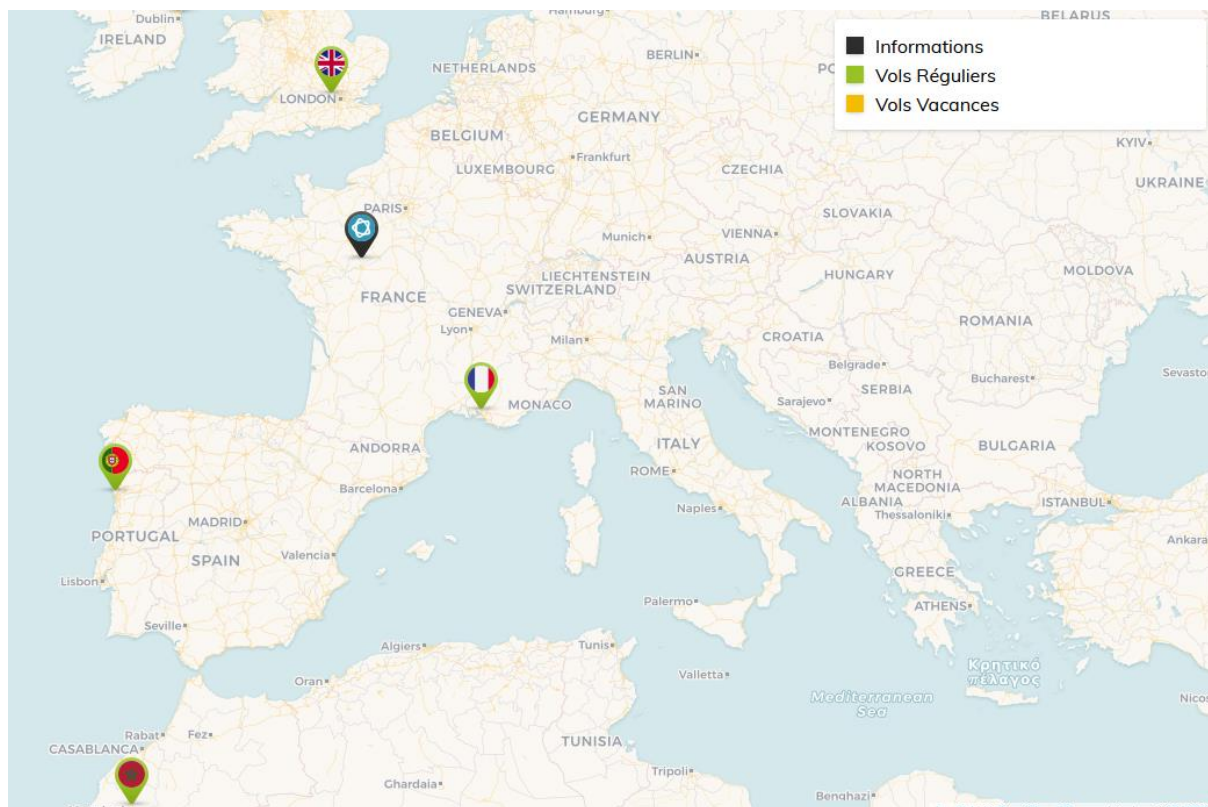 Hamburg
BELARUS
Dublin
IRELAND
Informations
Vols Réguliers
Vols Vacances
BERLIN
NETHERLANDS
LONDON
GERMANY
BELGIUM
KYIV
Frankfurt
LUXEMBOURG
CZECHIA
UKRAINE
PARIS
SLOVAKIA
Munich
VIENNA
AUSTRIA
LIECHTENSTEIN
SWITZERLAND
HUNGARY
MOLDOVA
FRANCE
GENEVA
Lyon
Milan
CROATIA
ROMANIA
Belgrade
Bucharest
Sevasto
SERBIA
SAN
MARINO
MONACO
Sarajevo
MONTENEGRO
KOSOVO
BULGARIA
ANDORRA
ITALY
ROME
NORTH
MACEDONIA
Barcelona
ALBANIA
ISTANBUL
Naples
Thessaloniki
MADRID
PORTUGAL
SPAIN
Valencia
Ankara
GREECE
Lisbon
Palermo
ATHENS
Seville
Algiers
Tunis
Κρητικό
πέλαγος
Valletta
Oran
Mediterranean
Sea
Nicos
Rabat
Fez
CASABLANCA
TUNISIA
Tripoli
Ghardaia
Benghazi